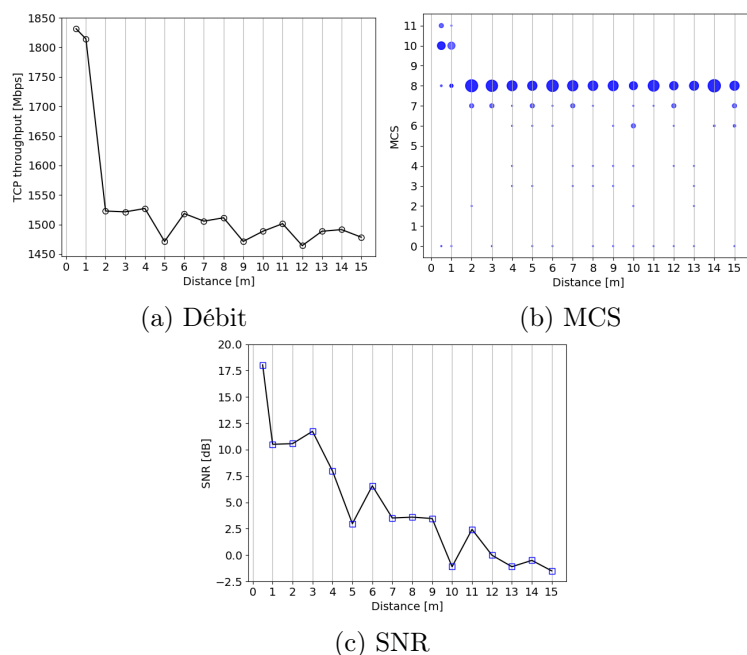 1850
1800
1750
1700
1650
1600
1550
1500
1450
TCP throughput [Mbps]
0 1 2 3 4 5 6 7 8 9 10 11 12 13 14 15
Distance [m]
(a) Débit
11
10
9
8
7
6
5
4
3
2
1
0
MCS
0 1 2 3 4 5 6 7 8 9 10 11 12 13 14 15
Distance [m]
(b) MCS
20.0
17.5
15.0
12.5
10.0
7.5
5.0
2.5
0.0
−2.5
SNR [dB]
0 1 2 3 4 5 6 7 8 9 10 11 12 13 14 15
Distance [m]
(c) SNR